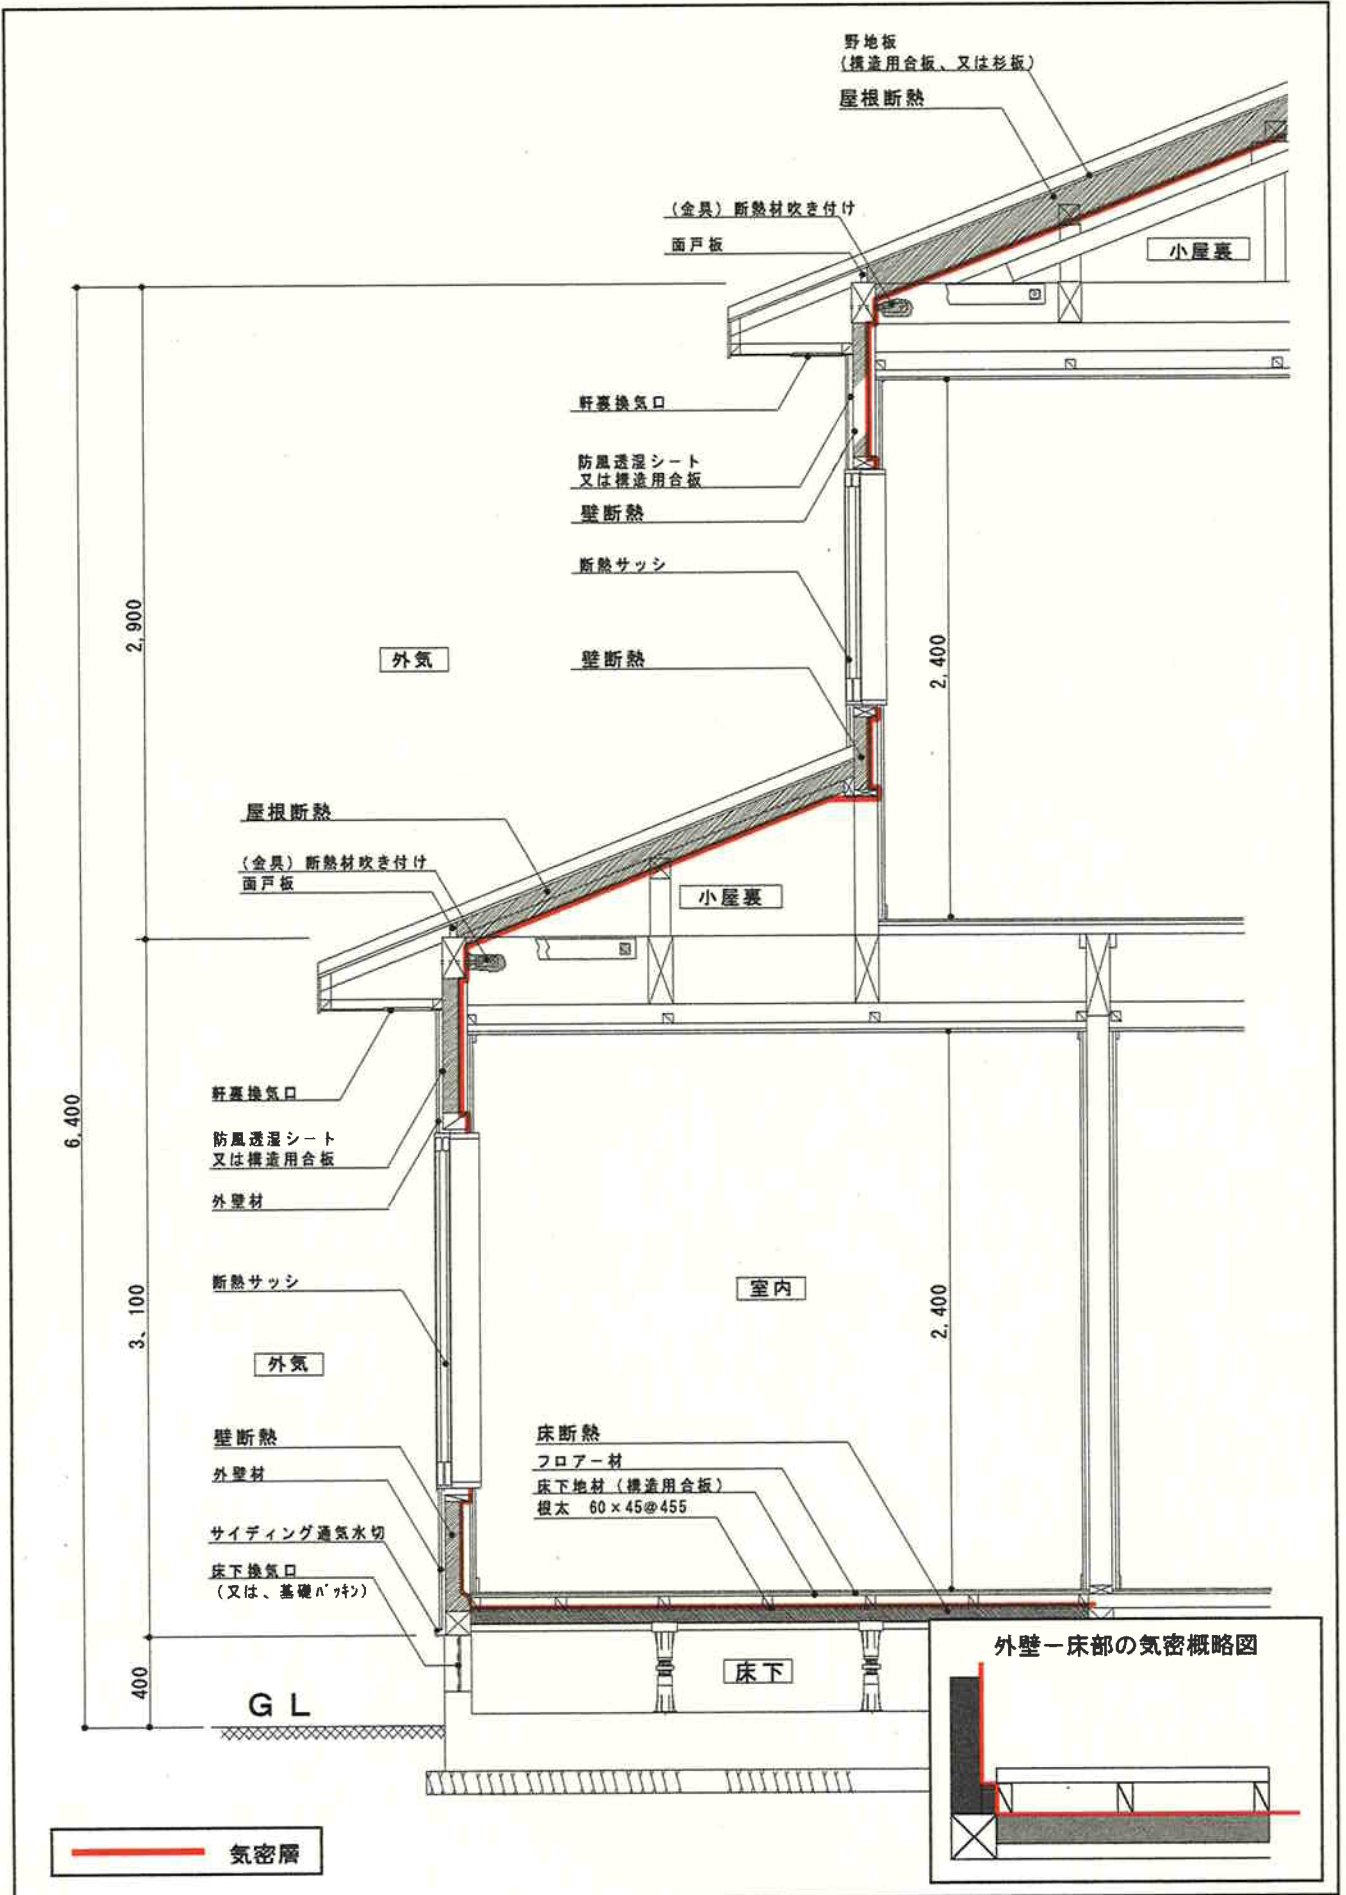 野地板
(構造用合板、又は杉板)
屋根断熱
(金具) 断熱材吹き付け
面戸板
小屋裏
軒裏換気口
防風透湿シート
又は構造用合板
壁断熱
断熱サッシ
2,900
外気
壁断熱
2,400
屋根断熱
(金具) 断熱材吹き付け
面戸板
小屋裏
6,400
軒裏換気口
防風透湿シート
又は構造用合板
外壁材
断熱サッシ
3、100
室内
2,400
外気
壁断熱
外壁材
サイディング通気水切
床下換気口
(又は、基礎パッキン)
床断熱
フロアー材
床下地材 (構造用合板)
根太 60×45@455
400
GL
床下
外壁ー床部の気密概略図
気密層